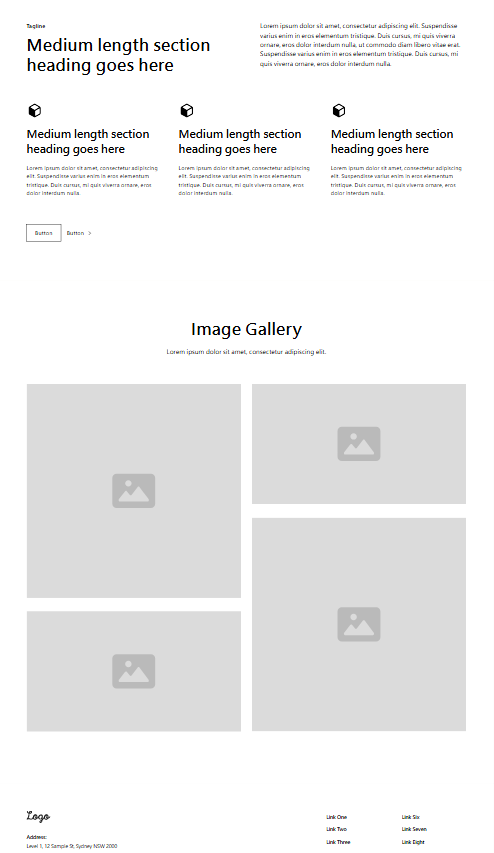 Tagline
Medium length section
heading goes here
Lorem ipsum dolor sit amet, consectetur adipiscing elit. Suspendisse
varius enim in eros elementum tristique. Duis cursus, mi quis viverra
ornare, eros dolor interdum nulla, ut commodo diam libero vitae erat.
Suspendisse varius enim in eros elementum tristique. Duis cursus, mi
quis viverra ornare, eros dolor interdum nulla.
Medium length section
heading goes here
Lorem ipsum dolor sit amet, consectetur adipiscing
elit. Suspendisse varius enim in eros elementum
tristique. Duis cursus, mi quis viverra ornare, eros
dolor interdum nulla.
Medium length section
heading goes here
Lorem ipsum dolor sit amet, consectetur adipiscing
elit. Suspendisse varius enim in eros elementum
tristique. Duis cursus, mi quis viverra ornare, eros
dolor interdum nulla.
Medium length section
heading goes here
Lorem ipsum dolor sit amet, consectetur adipiscing
elit. Suspendisse varius enim in eros elementum
tristique. Duis cursus, mi quis viverra ornare, eros
dolor interdum nulla.
Button
Button >
Image Gallery
Lorem ipsum dolor sit amet, consectetur adipiscing elit.
Logo
Address:
Level 1, 12 Sample St, Sydney NSW 2000
Link One
Link Two
Link Three
Link Six
Link Seven
Link Eight